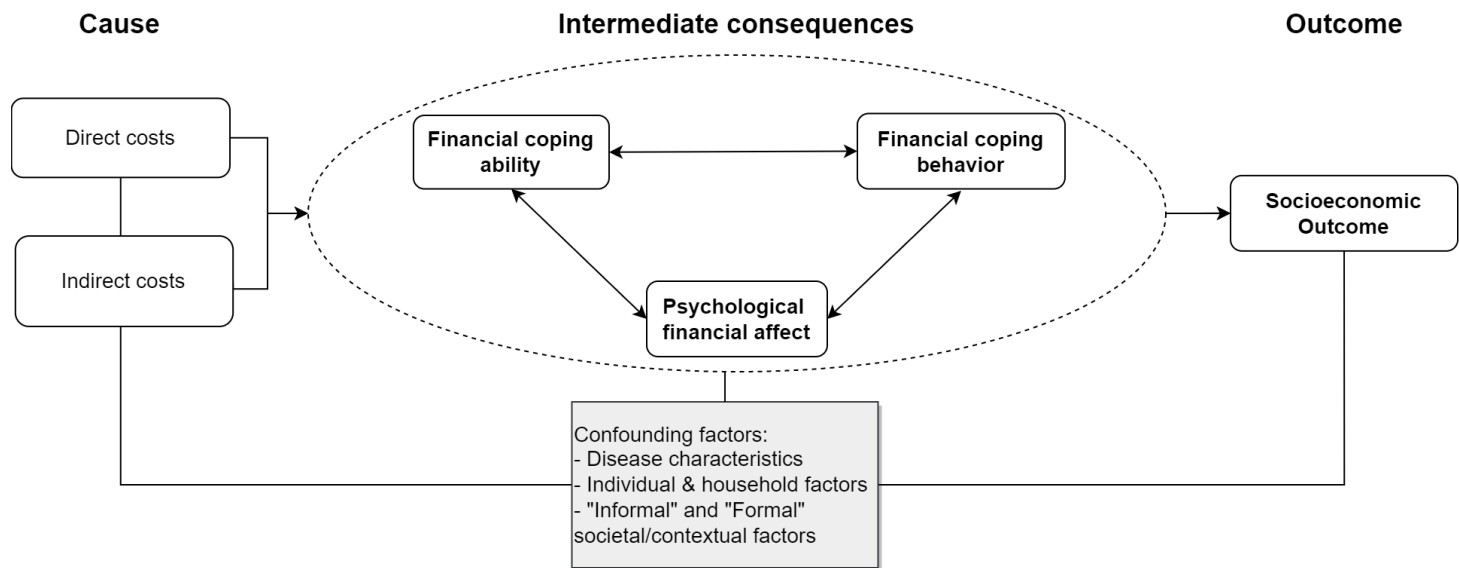 Cause
Intermediate consequences
Outcome
Direct costs
Indirect costs
Financial coping
ability
Financial coping
behavior
Psychological
financial affect
Socioeconomic
Outcome
Confounding factors:
- Disease characteristics
- Individual & household factors
- "Informal" and "Formal"
societal/contextual factors